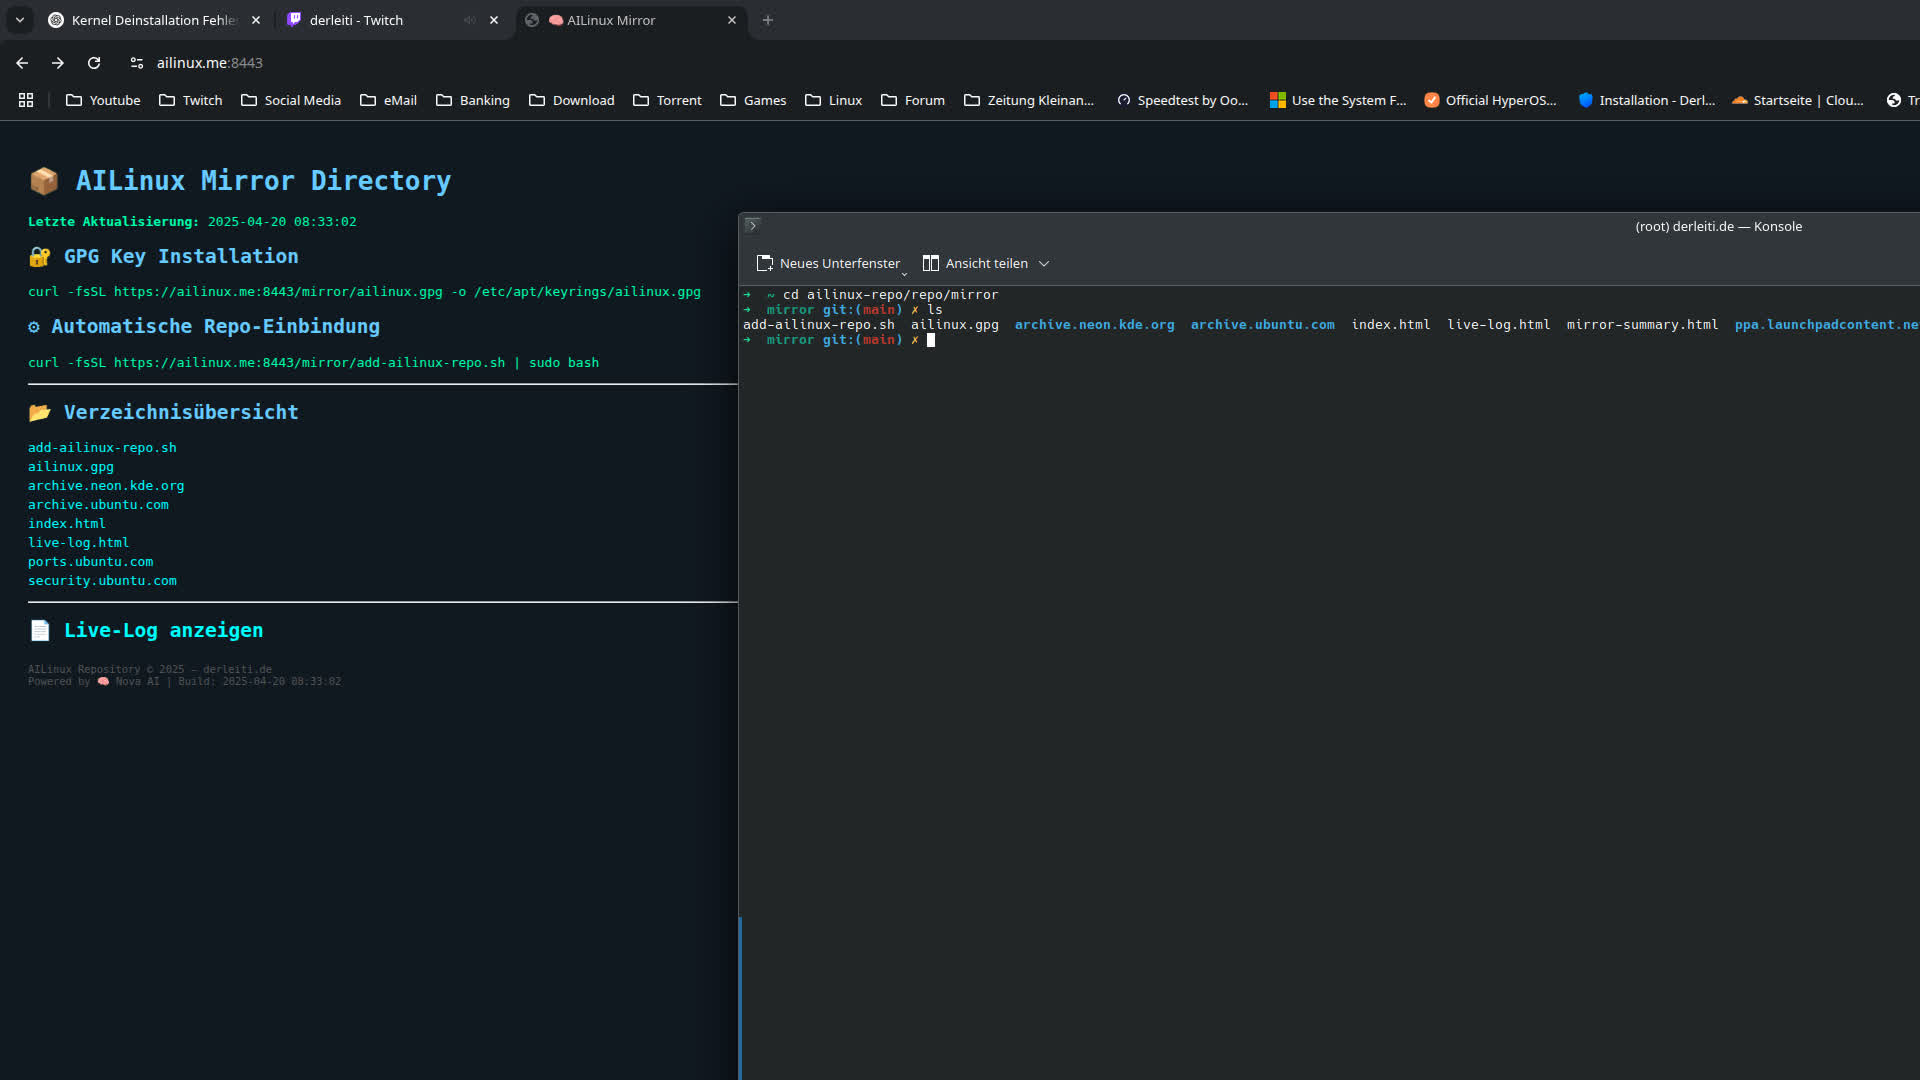 Kernel Deinstallation Fehle
derleiti - Twitch
AILinux Mirror
ailinux.me:8443
Youtube Twitch Social Media eMail Banking Download Torrent Games Linux Forum Zeitung Kleinan... Speedtest by Oo... Use the System F... Official HyperOS... Installation - Derl... Startseite | Clou... Tr
AILinux Mirror Directory
Letzte Aktualisierung: 2025-04-20 08:33:02
GPG Key Installation
curl -fsSL https://ailinux.me:8443/mirror/ailinux.gpg -o /etc/apt/keyrings/ailinux.gpg
Automatische Repo-Einbindung
curl -fsSL https://ailinux.me:8443/mirror/add-ailinux-repo.sh | sudo bash
Verzeichnisübersicht
add-ailinux-repo.sh
ailinux.gpg
archive.neon.kde.org
archive.ubuntu.com
index.html
live-log.html
ports.ubuntu.com
security.ubuntu.com
Live-Log anzeigen
AILinux Repository © 2025 – derleiti.de
Powered by Nova AI | Build: 2025-04-20 08:33:02
(root) derleiti.de — Konsole
Neues Unterfenster Ansicht teilen
➜ ~ cd ailinux-repo/repo/mirror
➜ mirror git:(main) ✗ ls
add-ailinux-repo.sh ailinux.gpg archive.neon.kde.org archive.ubuntu.com index.html live-log.html mirror-summary.html ppa.launchpadcontent.ne
➜ mirror git:(main) ✗